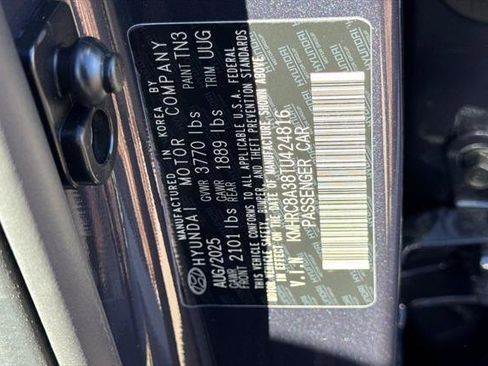 MANUFACTURED IN KOREA BY
HYUNDAI MOTOR COMPANY
AUG/2025 GVWR 3770 lbs PAINT TN3
GAWR FRONT 2101 lbs GAWR REAR 1889 lbs TRIM UUG
THIS VEHICLE CONFORMS TO ALL APPLICABLE U.S.A. FEDERAL
MOTOR VEHICLE SAFETY, BUMPER, AND THEFT PREVENTION STANDARDS
IN EFFECT ON THE DATE OF MANUFACTURE SHOWN ABOVE.
V.I.N. KMHRC8A38TU424816
PASSENGER CAR
HYUNDAI
HYUNDAI